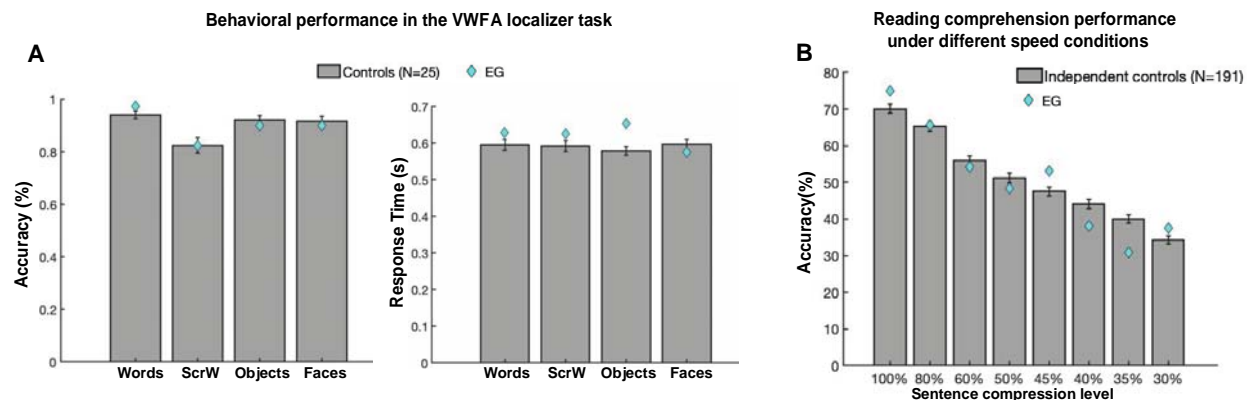 Behavioral performance in the VWFA localizer task
A
Controls (N=25) EG
Accuracy (%)
1
0.8
0.6
0.4
0.2
0
Words ScrW Objects Faces
Response Time (s)
0.7
0.6
0.5
0.4
0.3
0.2
0.1
0
Words ScrW Objects Faces
Reading comprehension performance
under different speed conditions
B
Independent controls (N=191)
EG
Accuracy(%)
80
70
60
50
40
30
20
10
0
100% 80% 60% 50% 45% 40% 35% 30%
Sentence compression level